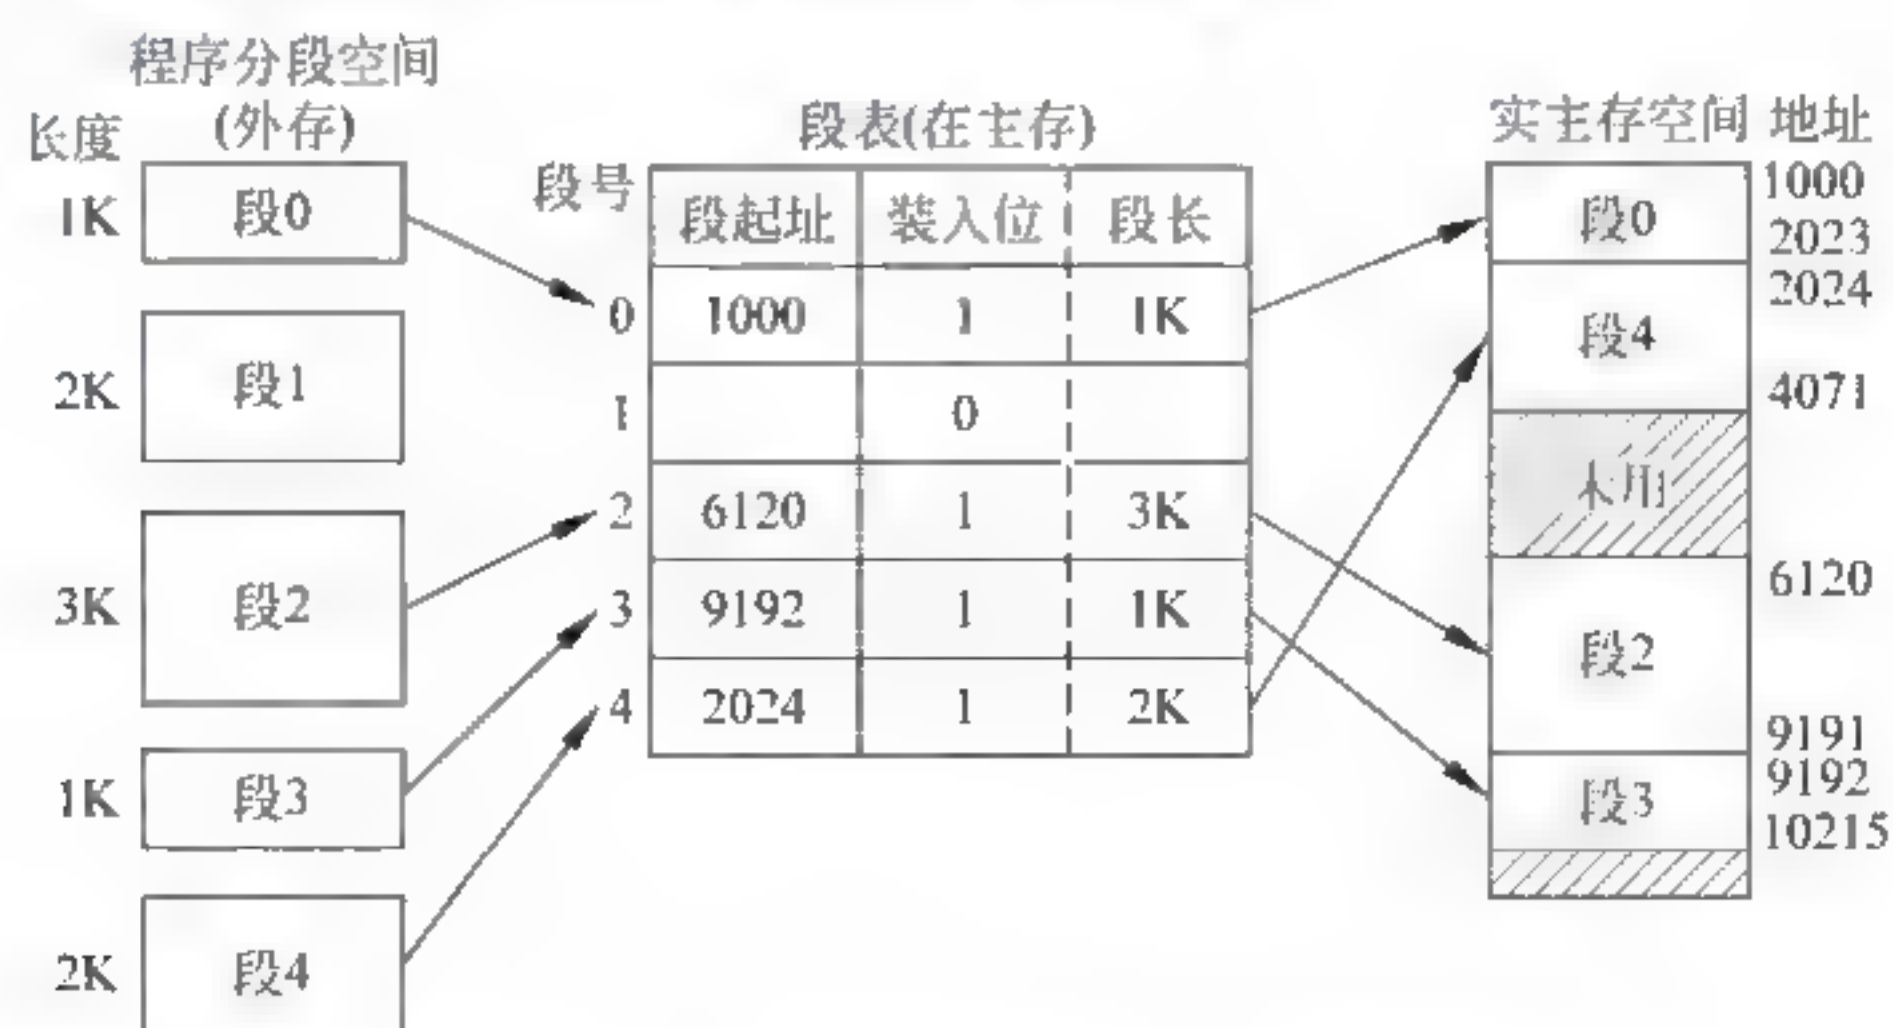 程序分段空间
(外存)
长度
1K 段0
2K 段1
3K 段2
1K 段3
2K 段4
段表(在主存)
段号 段起址 装入位 段长
0 1000 1 1K
1 0
2 6120 1 3K
3 9192 1 1K
4 2024 1 2K
实主存空间 地址
段0 1000
2023
段4 2024
4071
未用
段2 6120
9191
段3 9192
10215